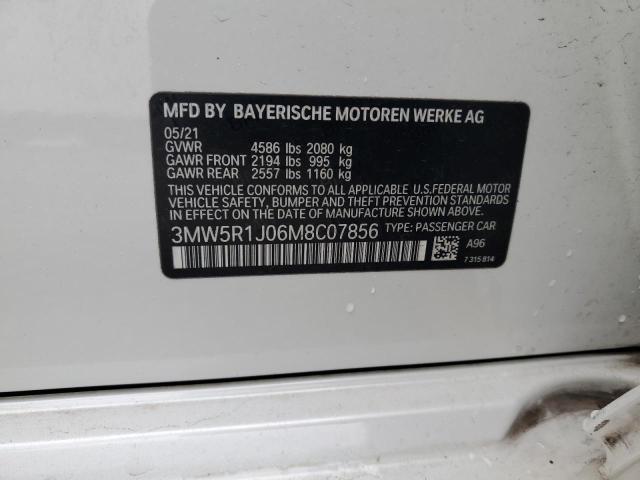 MFD BY BAYERISCHE MOTOREN WERKE AG
05/21
GVWR 4586 lbs 2080 kg
GAWR FRONT 2194 lbs 995 kg
GAWR REAR 2557 lbs 1160 kg
THIS VEHICLE CONFORMS TO ALL APPLICABLE U.S.FEDERAL MOTOR
VEHICLE SAFETY, BUMPER, AND THEFT PREVENTION STANDARDS
IN EFFECT ON THE DATE OF MANUFACTURE SHOWN ABOVE.
3MW5R1J06M8C07856 TYPE: PASSENGER CAR
A96
7 315 814